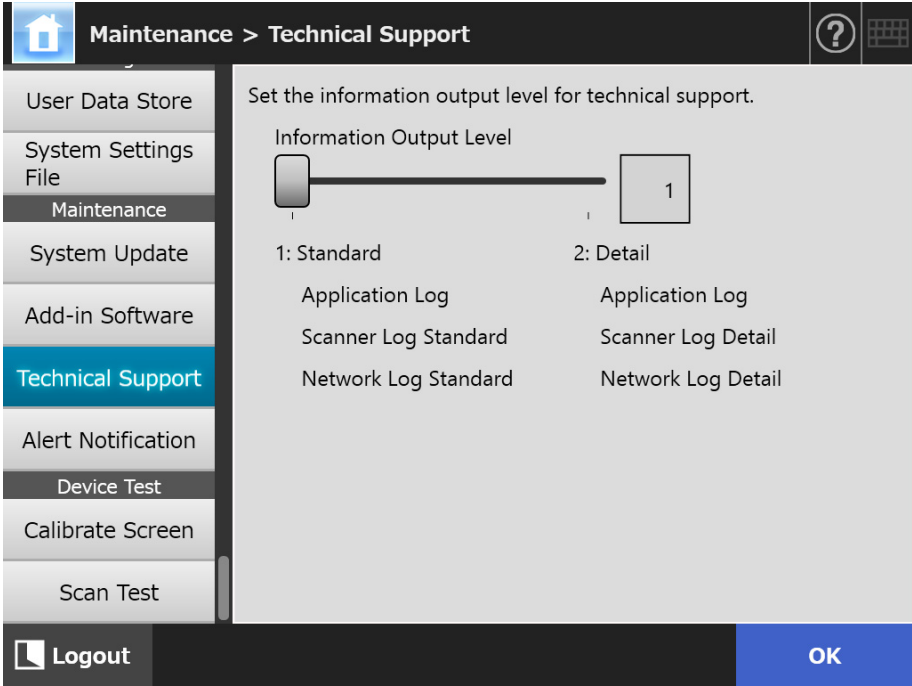 Maintenance > Technical Support
?
User Data Store
System Settings
File
Maintenance
System Update
Add-in Software
Technical Support
Alert Notification
Device Test
Calibrate Screen
Scan Test
Set the information output level for technical support.
Information Output Level
1
1: Standard 2: Detail
Application Log Application Log
Scanner Log Standard Scanner Log Detail
Network Log Standard Network Log Detail
Logout OK